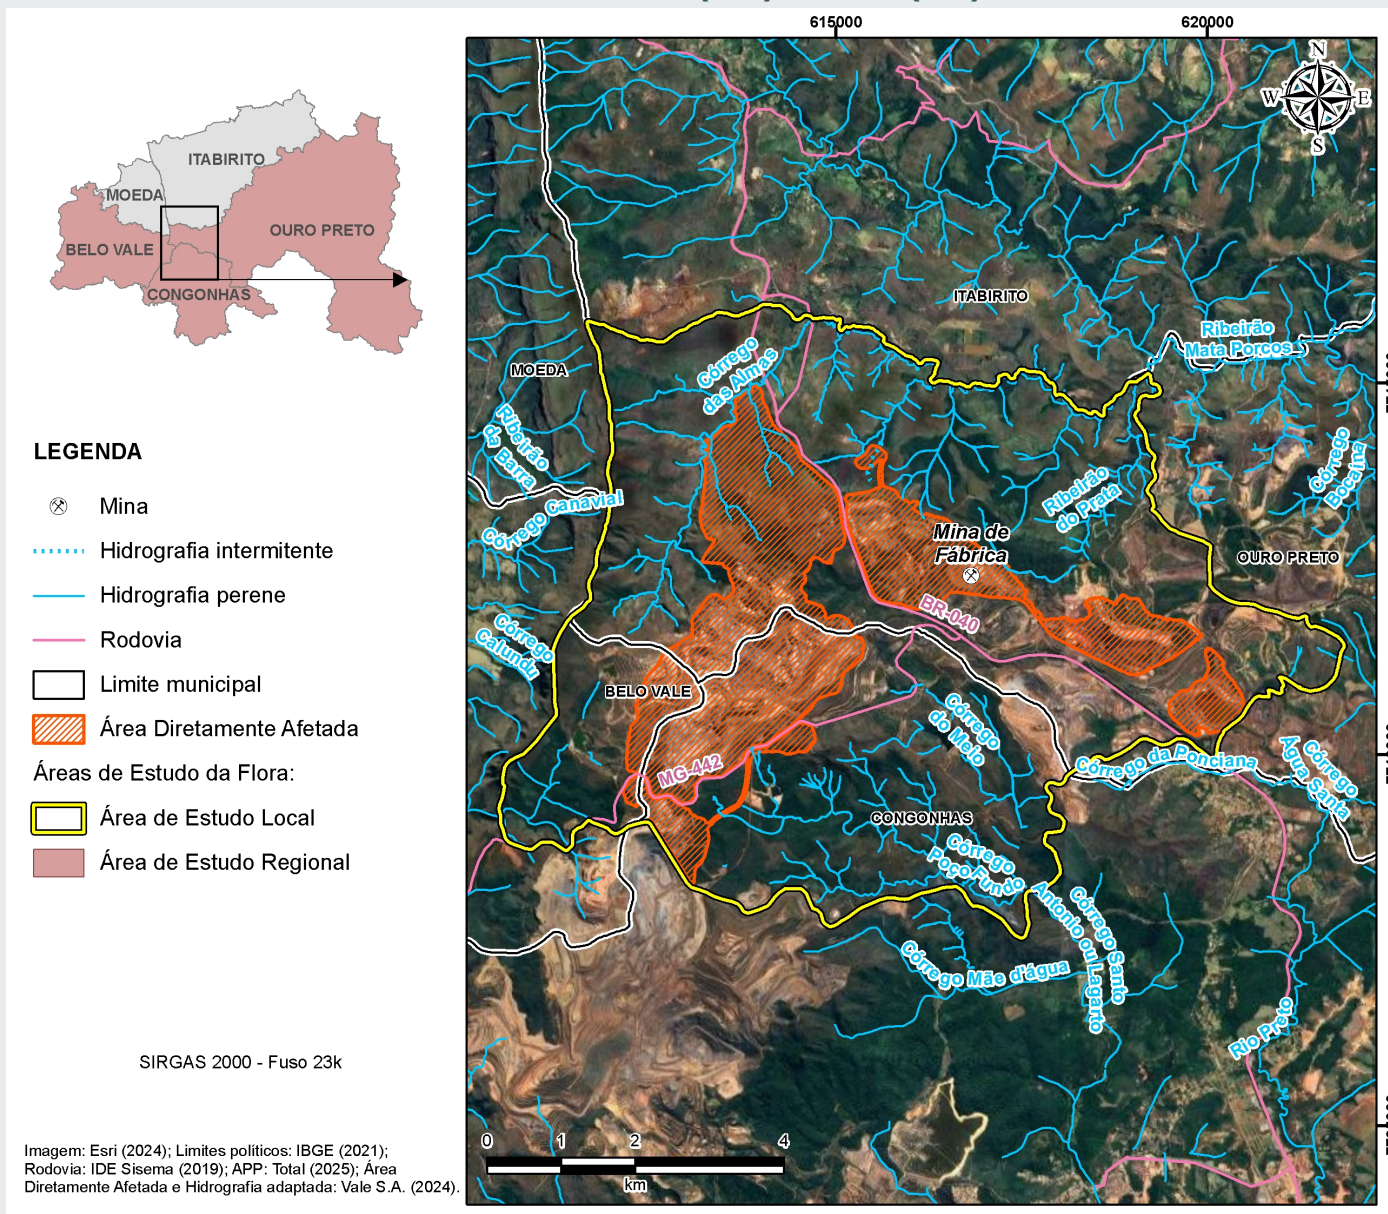 615000
620000
N
W
E
S
ITABIRITO
MOEDA
OURO PRETO
BELO VALE
CONGONHAS
LEGENDA
Mina
Hidrografia intermitente
Hidrografia perene
Rodovia
Limite municipal
Área Diretamente Afetada
Áreas de Estudo da Flora:
Área de Estudo Local
Área de Estudo Regional
SIRGAS 2000 - Fuso 23k
Imagem: Esri (2024); Limites políticos: IBGE (2021);
Rodovia: IDE Sisema (2019); APP: Total (2025); Área
Diretamente Afetada e Hidrografia adaptada: Vale S.A. (2024).
ITABIRITO
Ribeirão
Mata Porcos
MOEDA
Córrego
das Almas
Ribeirão
da Barra
Córrego Canavial
Ribeirão
do Prata
Córrego
Bocaina
Mina de
Fábrica
OURO PRETO
BR-040
Córrego
Calundu
BELO VALE
Córrego
do Meio
MG-442
Córrego da Ponciana
Córrego
Água Santa
CONGONHAS
Córrego
Poço Fundo
Córrego Santo
Antonio ou Lagarto
Córrego Mãe d'água
Rio Preto
0 1 2 4
km